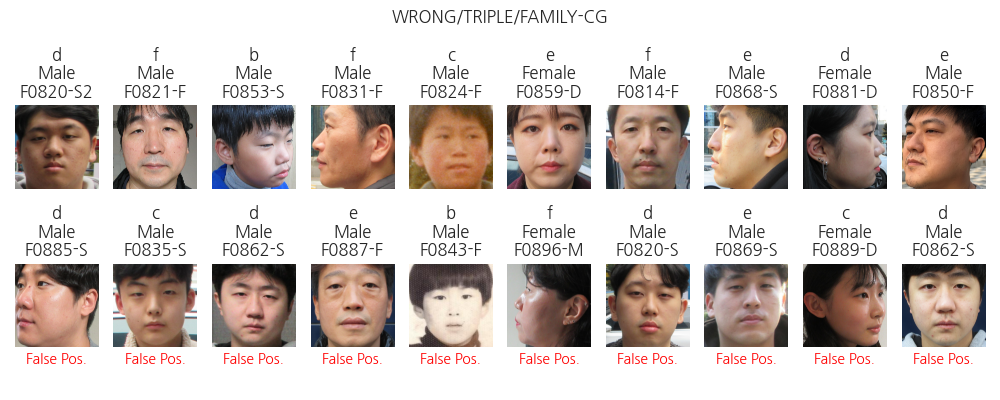 WRONG/TRIPLE/FAMILY-CG
d f b f c e f e d e
Male Male Male Male Male Female Male Male Female Male
F0820-S2 F0821-F F0853-S F0831-F F0824-F F0859-D F0814-F F0868-S F0881-D F0850-F
d c d e b f d e c d
Male Male Male Male Male Female Male Male Female Male
F0885-S F0835-S F0862-S F0887-F F0843-F F0896-M F0820-S F0869-S F0889-D F0862-S
False Pos. False Pos. False Pos. False Pos. False Pos. False Pos. False Pos. False Pos. False Pos. False Pos.